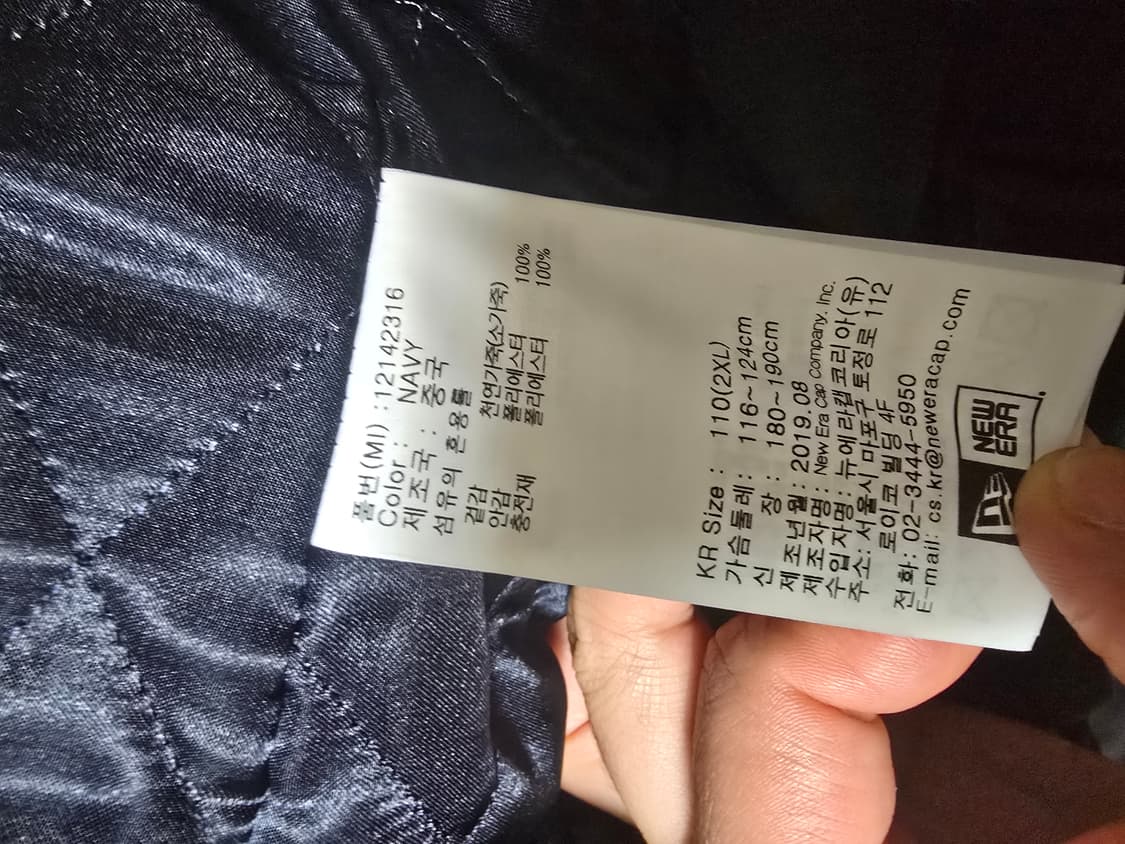 품번(MI) :12142316
Color : NAVY
제조국 : 중국
섬유의 혼용률
겉감 천연가죽(소가죽)
안감 폴리에스터 100%
충전재 폴리에스터 100%
KR Size : 110(2XL)
가슴둘레 : 116~124cm
신 장 : 180~190cm
제조년월 : 2019.08
제조자명 : New Era Cap Company. Inc.
수입자명 : 뉴에라캡코리아(유)
주소: 서울시 마포구 토정로 112
로이코 빌딩 4F
전화: 02-3444-5950
E-mail: cs.kr@neweracap.com
NEW
ERA